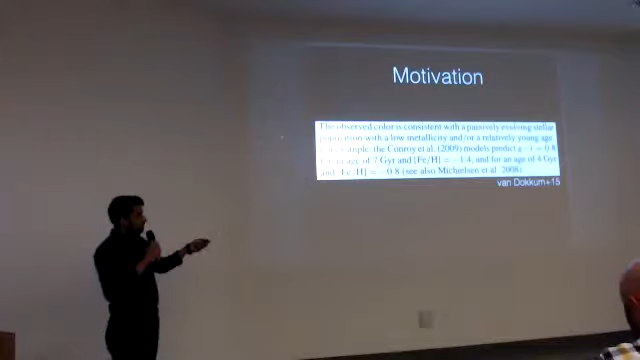 Motivation
The observed color is consistent with a passively evolving stellar
population with a low metallicity and/or a relatively young age
example, the Conroy et al. (2009) models predict g − i = 0.8
for an age of 7 Gyr and [Fe/H] = −1.4, and for an age of 4 Gyr
and [Fe/H] = −0.8 (see also Michielsen et al. 2008)
van Dokkum+15